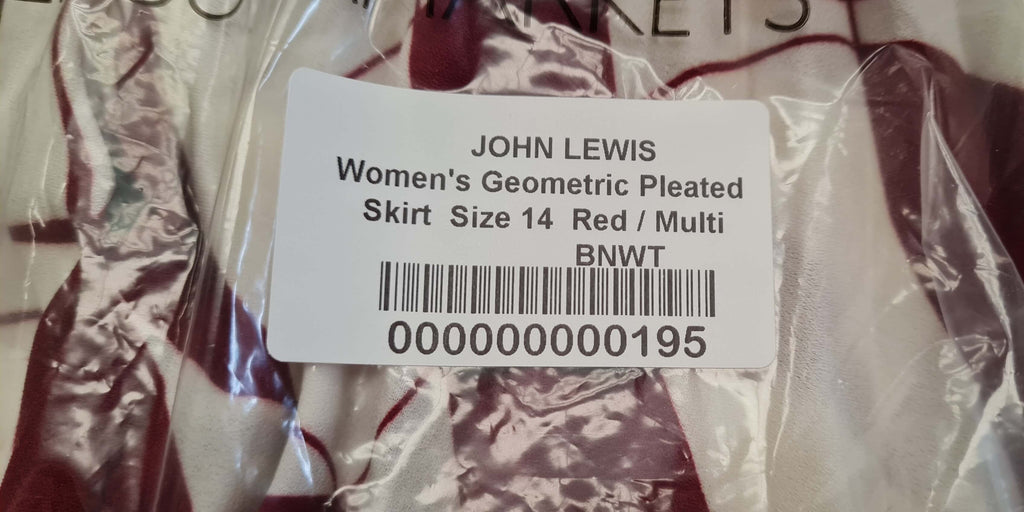 JOHN LEWIS
Women's Geometric Pleated
Skirt Size 14 Red / Multi
BNWT
000000000195